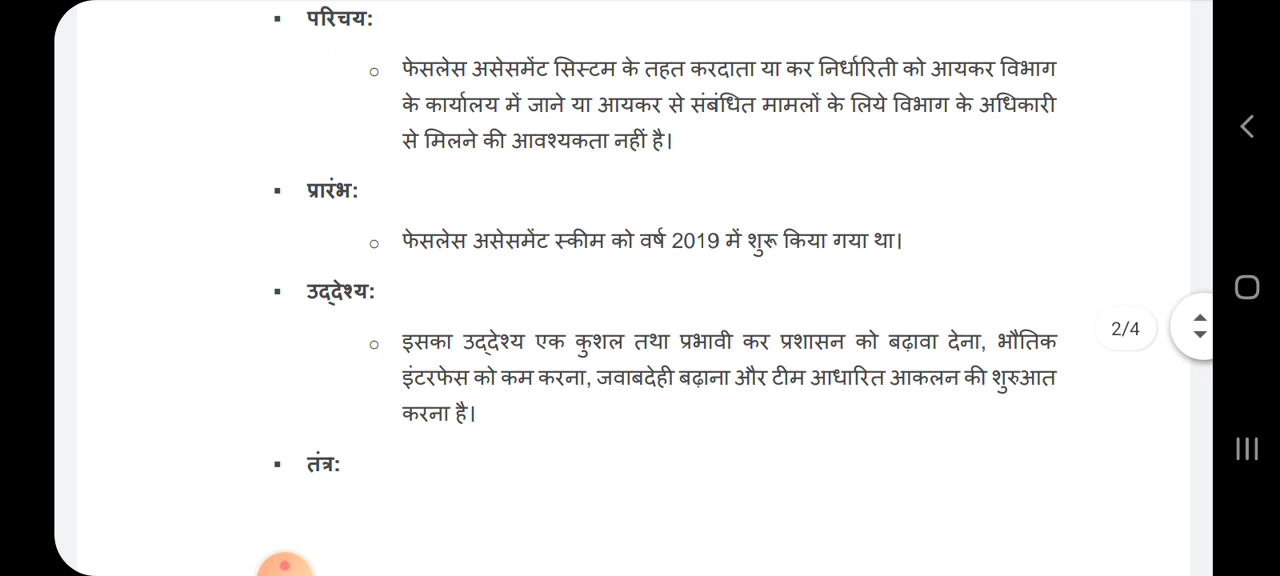 ▪ परिचय:
○ फेसलेस असेसमेंट सिस्टम के तहत करदाता या कर निर्धारिती को आयकर विभाग
के कार्यालय में जाने या आयकर से संबंधित मामलों के लिये विभाग के अधिकारी
से मिलने की आवश्यकता नहीं है।
▪ प्रारंभ:
○ फेसलेस असेसमेंट स्कीम को वर्ष 2019 में शुरू किया गया था।
▪ उद्देश्य:
○ इसका उद्देश्य एक कुशल तथा प्रभावी कर प्रशासन को बढ़ावा देना, भौतिक
इंटरफेस को कम करना, जवाबदेही बढ़ाना और टीम आधारित आकलन की शुरुआत
करना है।
2/4
▪ तंत्र: